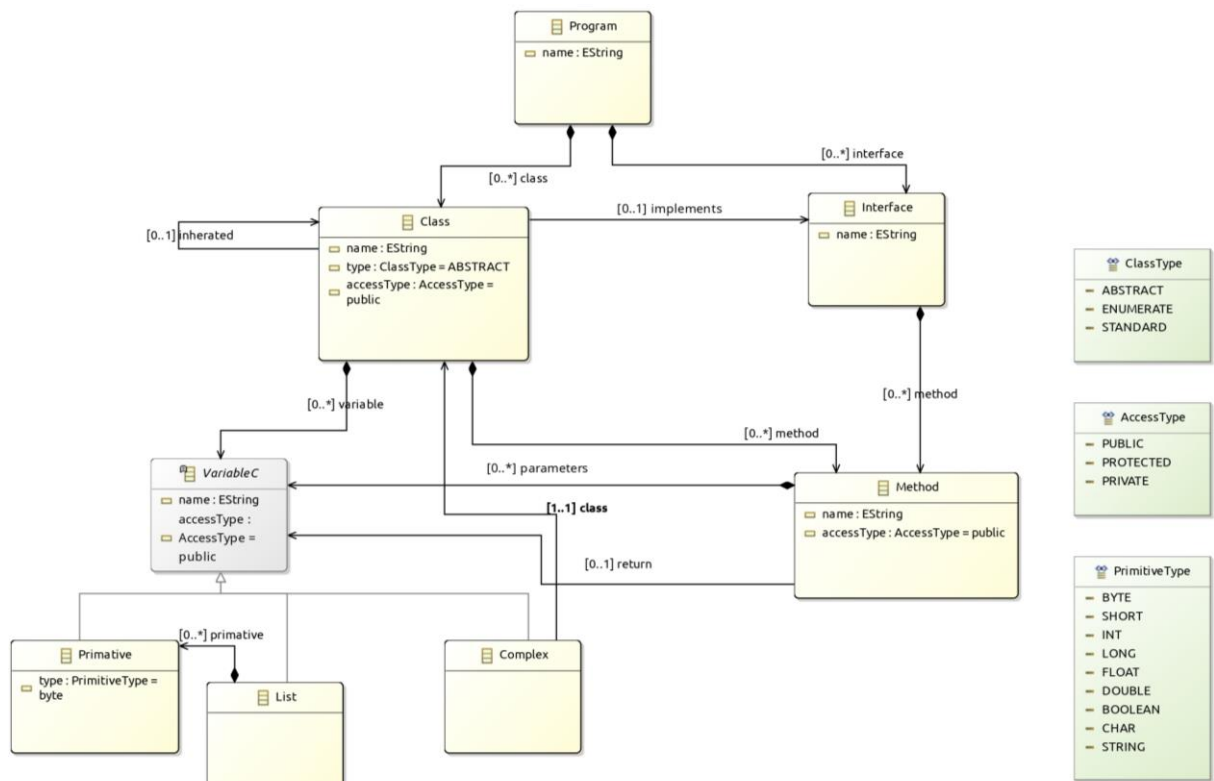 Program
name : EString
[0..*] class
[0..*] interface
Class
name : EString
type : ClassType = ABSTRACT
accessType : AccessType =
public
[0..1] inherated
[0..1] implements
Interface
name : EString
ClassType
ABSTRACT
ENUMERATE
STANDARD
[0..*] variable
[0..*] method
[0..*] method
AccessType
PUBLIC
PROTECTED
PRIVATE
VariableC
name : EString
accessType :
AccessType =
public
[0..*] parameters
[1..1] class
[0..1] return
Method
name : EString
accessType : AccessType = public
PrimitiveType
BYTE
SHORT
INT
LONG
FLOAT
DOUBLE
BOOLEAN
CHAR
STRING
Primative
type : PrimitiveType =
byte
[0..*] primative
List
Complex